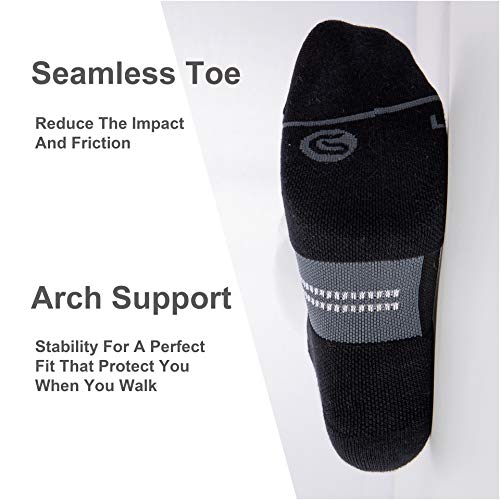 Seamless Toe
Reduce The Impact
And Friction
L
Arch Support
Stability For A Perfect
Fit That Protect You
When You Walk